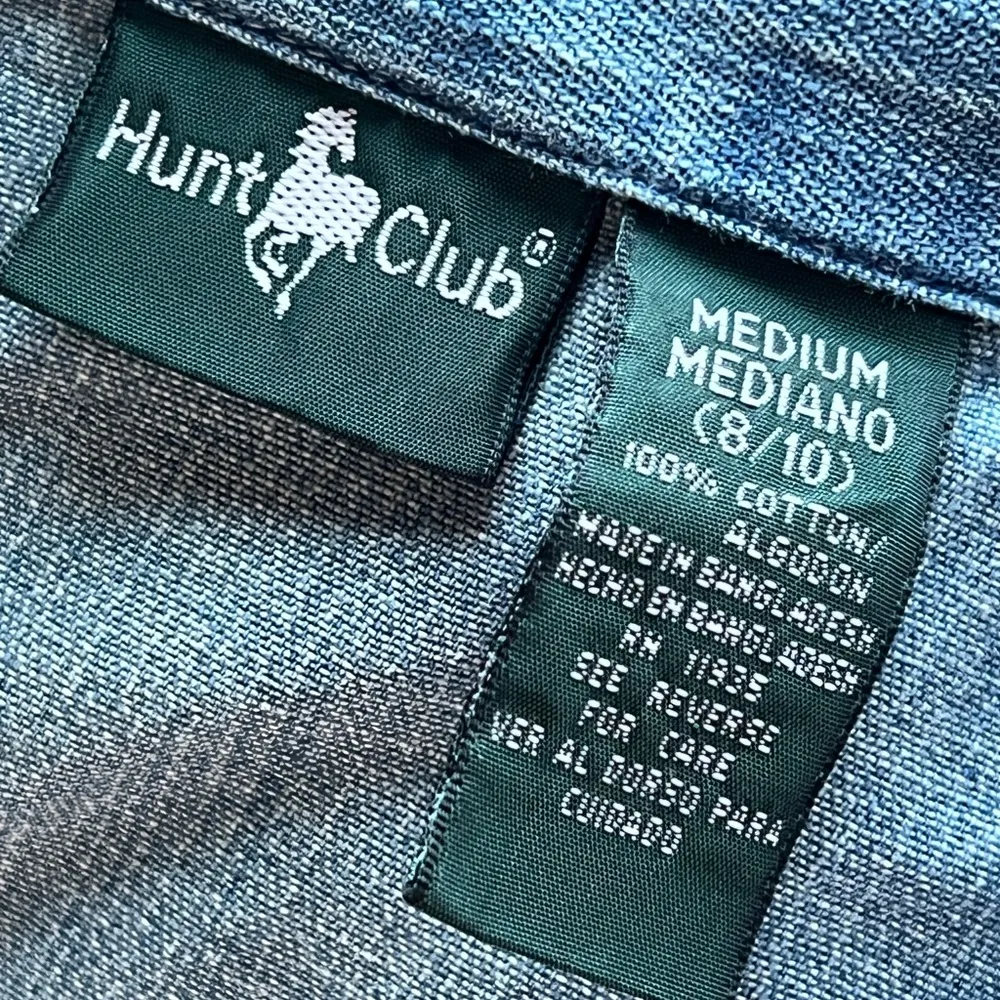 Hunt Club®
MEDIUM
MEDIANO
(8/10)
100% COTTON/
ALGODON
MADE IN BANGLADESH
HECHO EN BANGLADESH
RN
SEE REVERSE
FOR CARE
VER AL DORSO PARA
CUIDADO